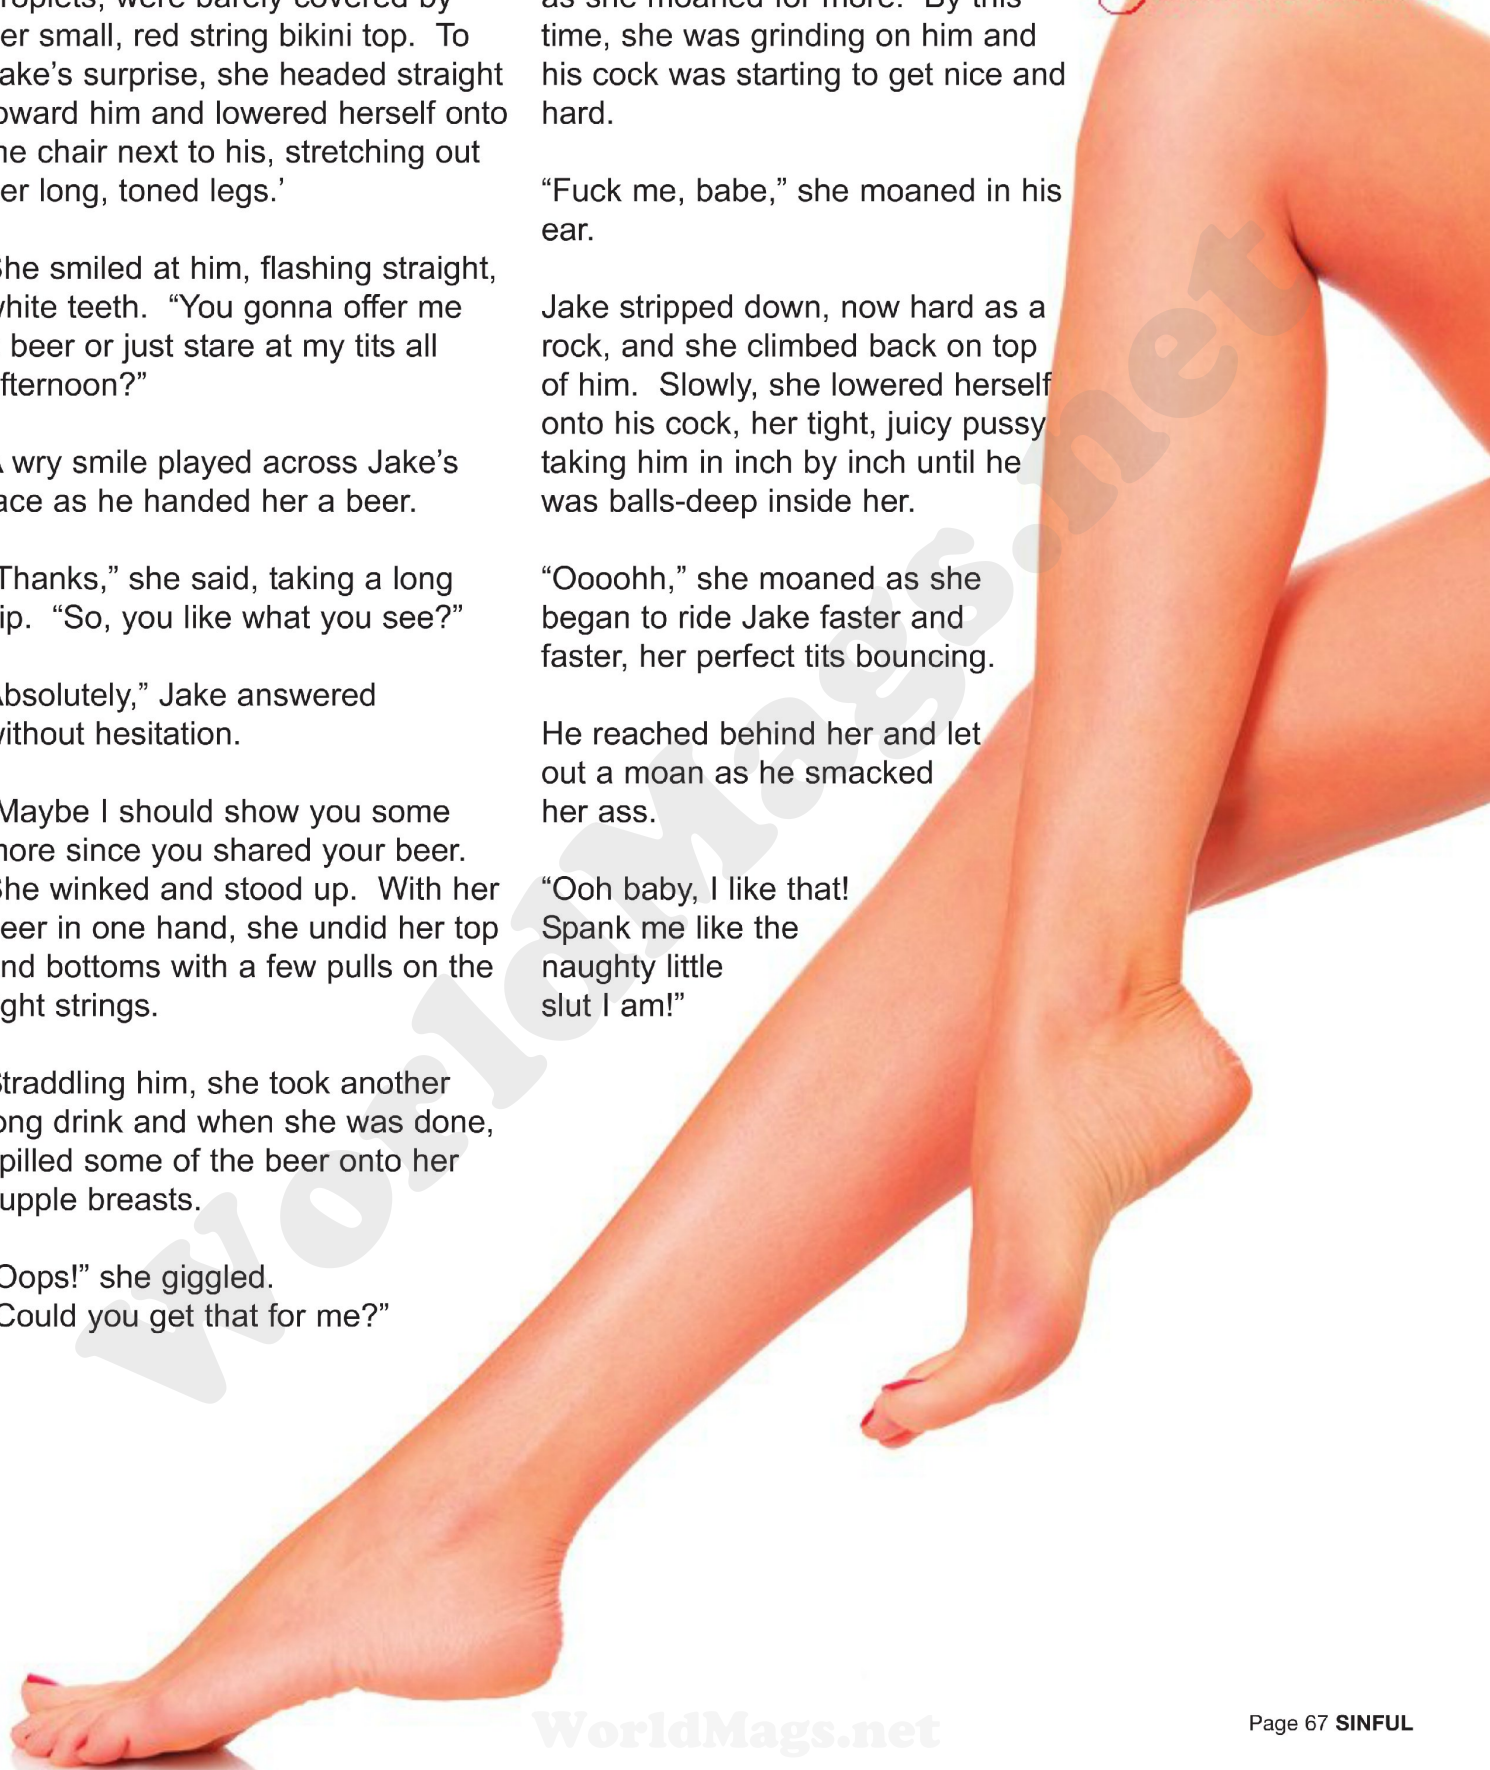 were barely covered by
er small, red string bikini top. To
ake's surprise, she headed straight
oward him and lowered herself onto
he chair next to his, stretching out
er long, toned legs.'
he smiled at him, flashing straight,
hite teeth. “You gonna offer me
beer or just stare at my tits all
fternoon?”
wry smile played across Jake's
ace as he handed her a beer.
Thanks,” she said, taking a long
ip. “So, you like what you see?”
bsolutely,” Jake answered
ithout hesitation.
Maybe I should show you some
ore since you shared your beer.
he winked and stood up. With her
eer in one hand, she undid her top
nd bottoms with a few pulls on the
ght strings.
traddling him, she took another
ong drink and when she was done,
pilled some of the beer onto her
upple breasts.
Oops!” she giggled.
Could you get that for me?”
as she moaned for more. By this
time, she was grinding on him and
his cock was starting to get nice and
hard.
“Fuck me, babe,” she moaned in his
ear.
Jake stripped down, now hard as a
rock, and she climbed back on top
of him. Slowly, she lowered herself
onto his cock, her tight, juicy pussy
taking him in inch by inch until he
was balls-deep inside her.
“Oooohh,” she moaned as she
began to ride Jake faster and
faster, her perfect tits bouncing.
He reached behind her and let
out a moan as he smacked
her ass.
“Ooh baby, I like that!
Spank me like the
naughty little
slut I am!”
WorldMags.net
WorldMags.net
Page 67 SINFUL